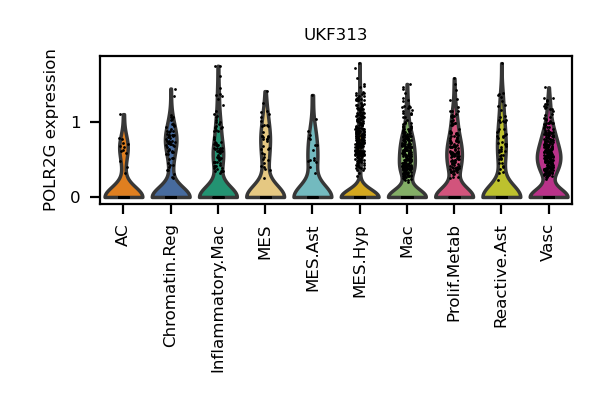 UKF313
POLR2G expression
1
0
AC
Chromatin.Reg
Inflammatory.Mac
MES
MES.Ast
MES.Hyp
Mac
Prolif.Metab
Reactive.Ast
Vasc